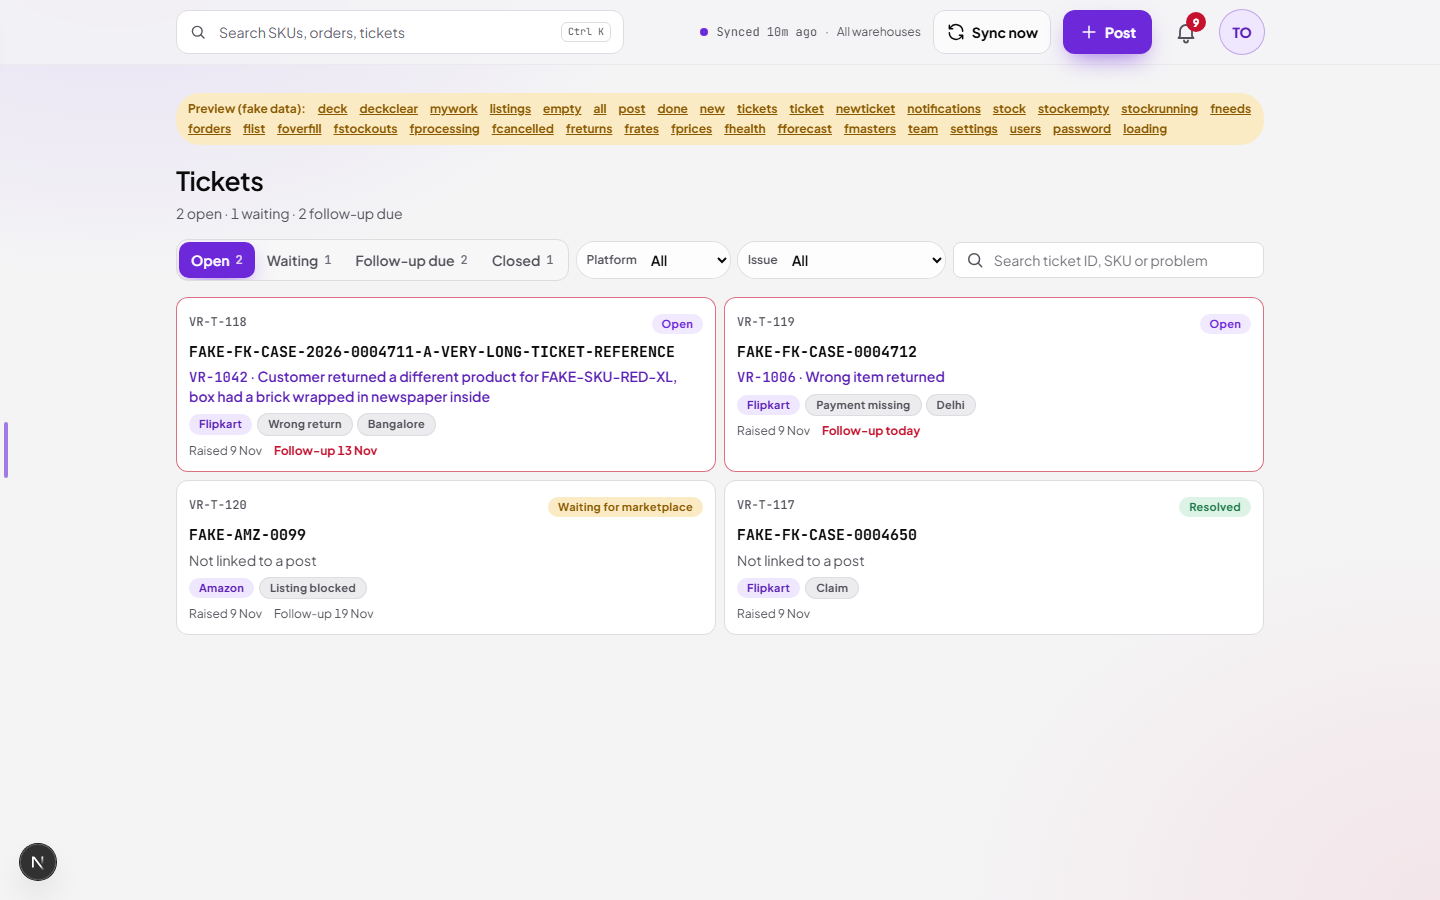 Search SKUs, orders, tickets Ctrl K Synced 10m ago · All warehouses Sync now + Post 9 TO
Preview (fake data): deck deckclear mywork listings empty all post done new tickets ticket newticket notifications stock stockempty stockrunning fneeds
forders flist foverfill fstockouts fprocessing fcancelled freturns frates fprices fhealth fforecast fmasters team settings users password loading
Tickets
2 open · 1 waiting · 2 follow-up due
Open 2 Waiting 1 Follow-up due 2 Closed 1 Platform All Issue All Search ticket ID, SKU or problem
VR-T-118 Open
FAKE-FK-CASE-2026-0004711-A-VERY-LONG-TICKET-REFERENCE
VR-1042 · Customer returned a different product for FAKE-SKU-RED-XL,
box had a brick wrapped in newspaper inside
Flipkart Wrong return Bangalore
Raised 9 Nov Follow-up 13 Nov
VR-T-119 Open
FAKE-FK-CASE-0004712
VR-1006 · Wrong item returned
Flipkart Payment missing Delhi
Raised 9 Nov Follow-up today
VR-T-120 Waiting for marketplace
FAKE-AMZ-0099
Not linked to a post
Amazon Listing blocked
Raised 9 Nov Follow-up 19 Nov
VR-T-117 Resolved
FAKE-FK-CASE-0004650
Not linked to a post
Flipkart Claim
Raised 9 Nov
N